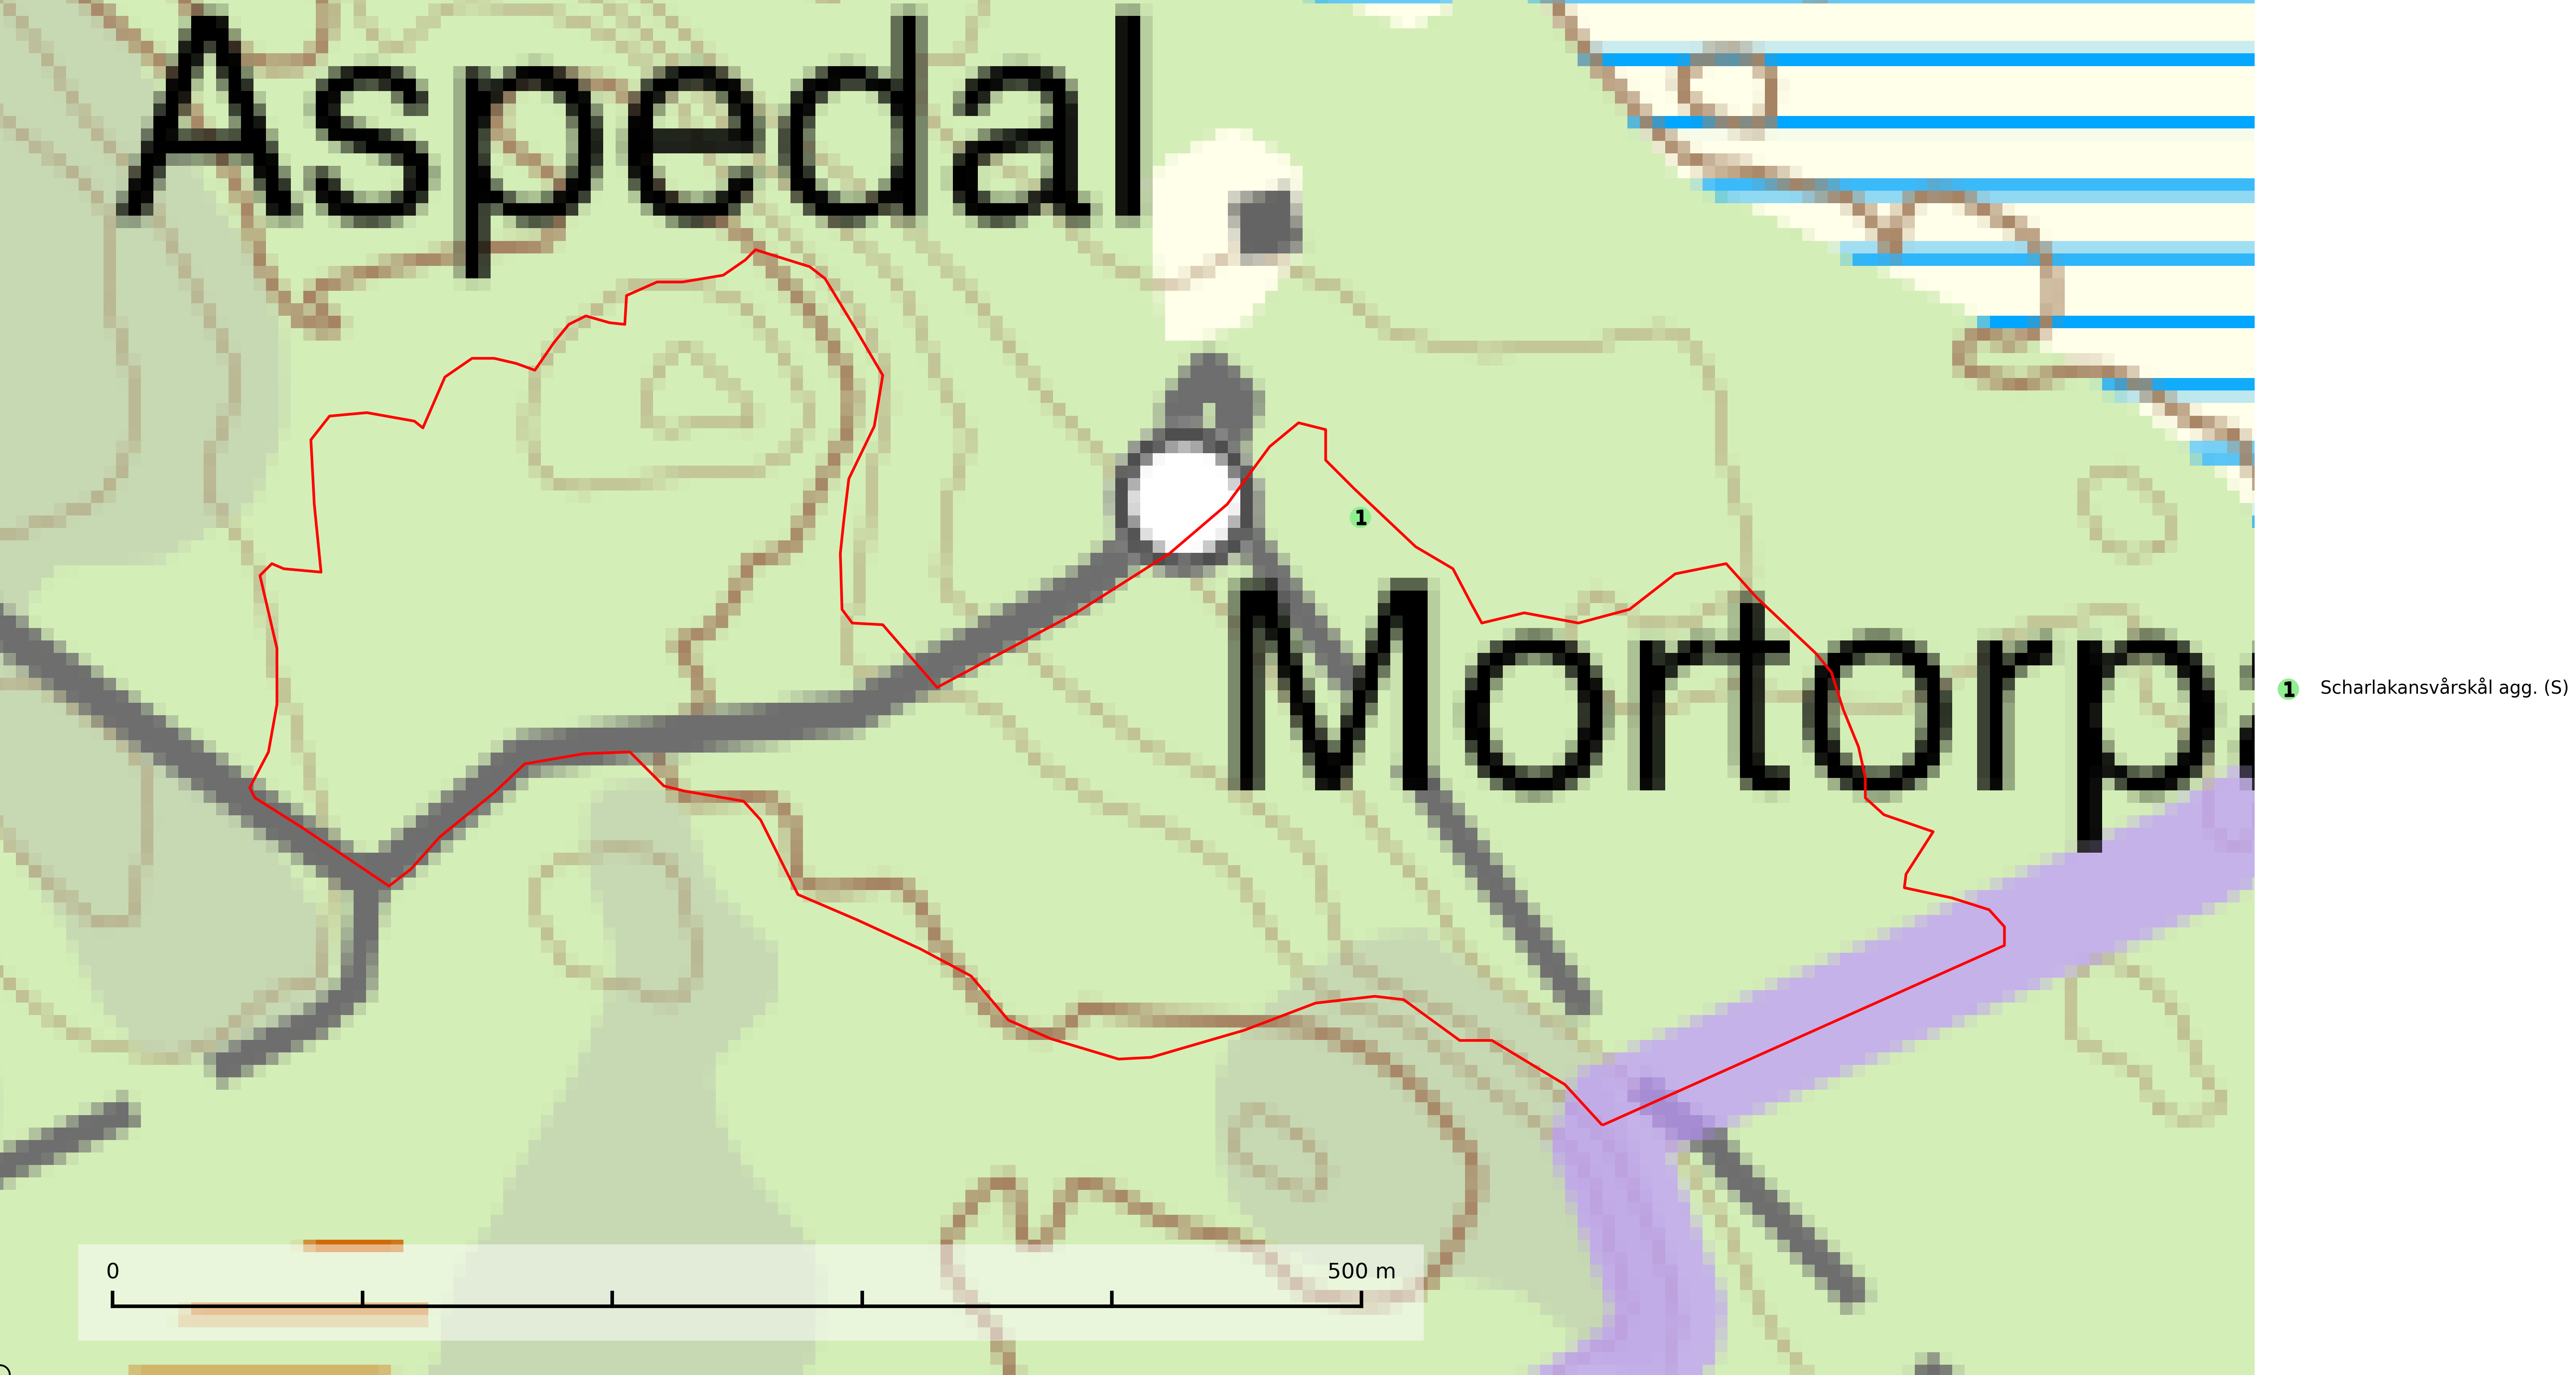 Aspedal
1
Mortorp
1 Scharlakansvårskål agg. (S)
0 500 m